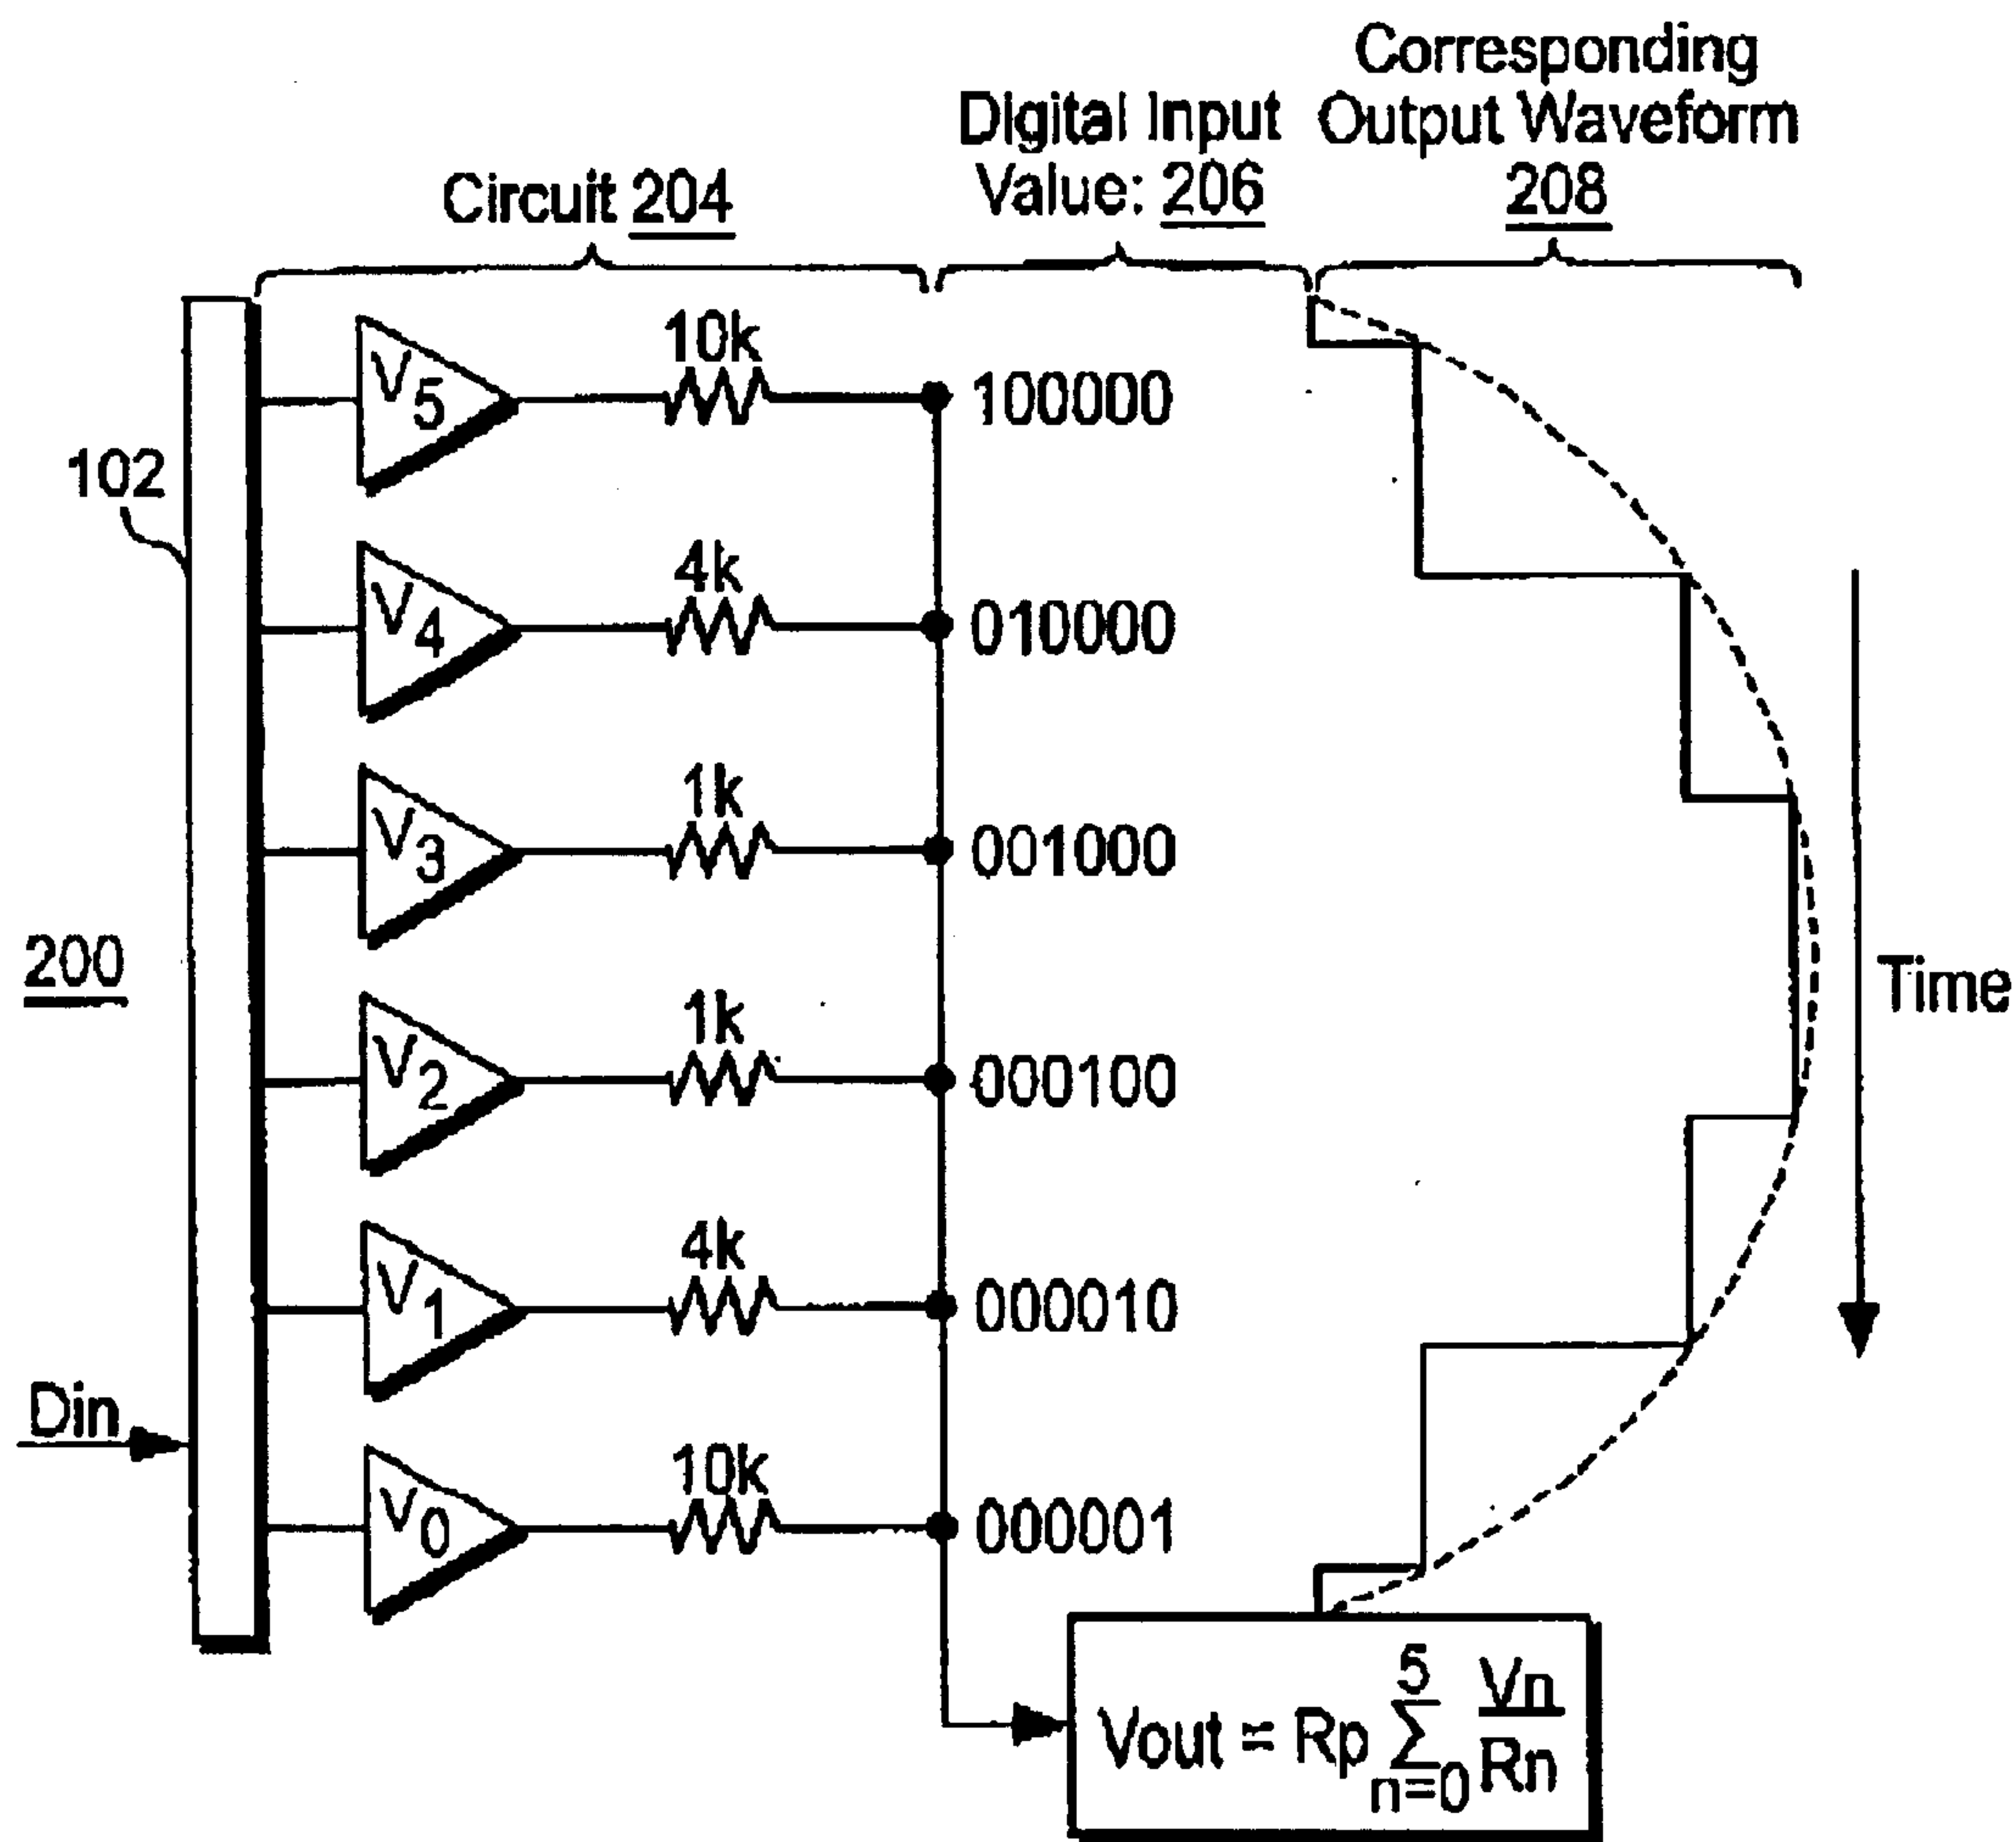 Corresponding
Digital Input Output Waveform
Circuit 204 Value: 206 208
V5 10k 100000
102
V4 4k 010000
V3 1k 001000
200
Time
V2 1k 000100
V1 4k 000010
Din
V0 10k 000001
Vout = Rp 5 Σ n=0 Vn Rn